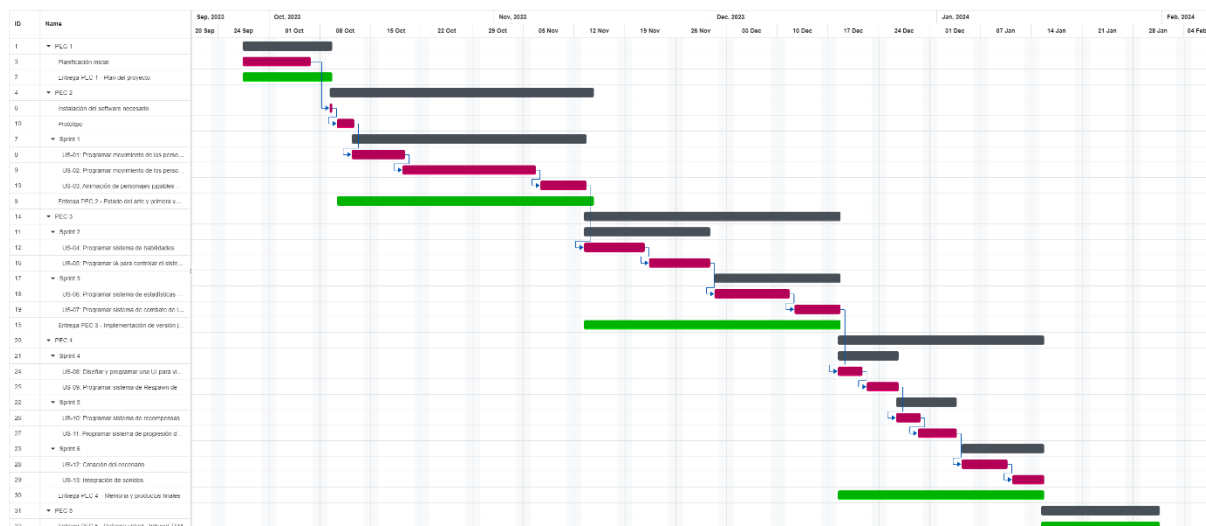 Sep, 2023 Oct, 2023 Nov, 2023 Dec, 2023 Jan, 2024 Feb, 2024
ID Name
20 Sep 24 Sep 01 Oct 08 Oct 15 Oct 22 Oct 29 Oct 05 Nov 12 Nov 19 Nov 26 Nov 03 Dec 10 Dec 17 Dec 24 Dec 31 Dec 07 Jan 14 Jan 21 Jan 28 Jan 04 Feb
1 PEC 1
3 Planificación inicial
2 Entrega PEC 1 - Plan del proyecto
4 PEC 2
6 Instalación del software necesario
10 Prototipo
7 Sprint 1
8 US-01: Programar movimiento de los perso...
9 US-02: Programar movimiento de los perso...
13 US-03: Animación de personajes jugables ...
5 Entrega PEC 2 - Estado del arte y primera v...
14 PEC 3
11 Sprint 2
12 US-04: Programar sistema de habilidades
16 US-05: Programar IA para controlar el siste...
17 Sprint 3
18 US-06: Programar sistema de estadísticas ...
19 US-07: Programar sistema de combate de l...
15 Entrega PEC 3 - Implementación de versión j...
20 PEC 4
21 Sprint 4
24 US-08: Diseñar y programar una UI para vi...
25 US-09: Programar sistema de Respawn de
22 Sprint 5
26 US-10: Programar sistema de recompensas
27 US-11: Programar sistema de progresión d...
23 Sprint 6
28 US-12: Creación del escenario
29 US-13: Integración de sonidos
30 Entrega PEC 4 - Memoria y productos finales
31 PEC 5